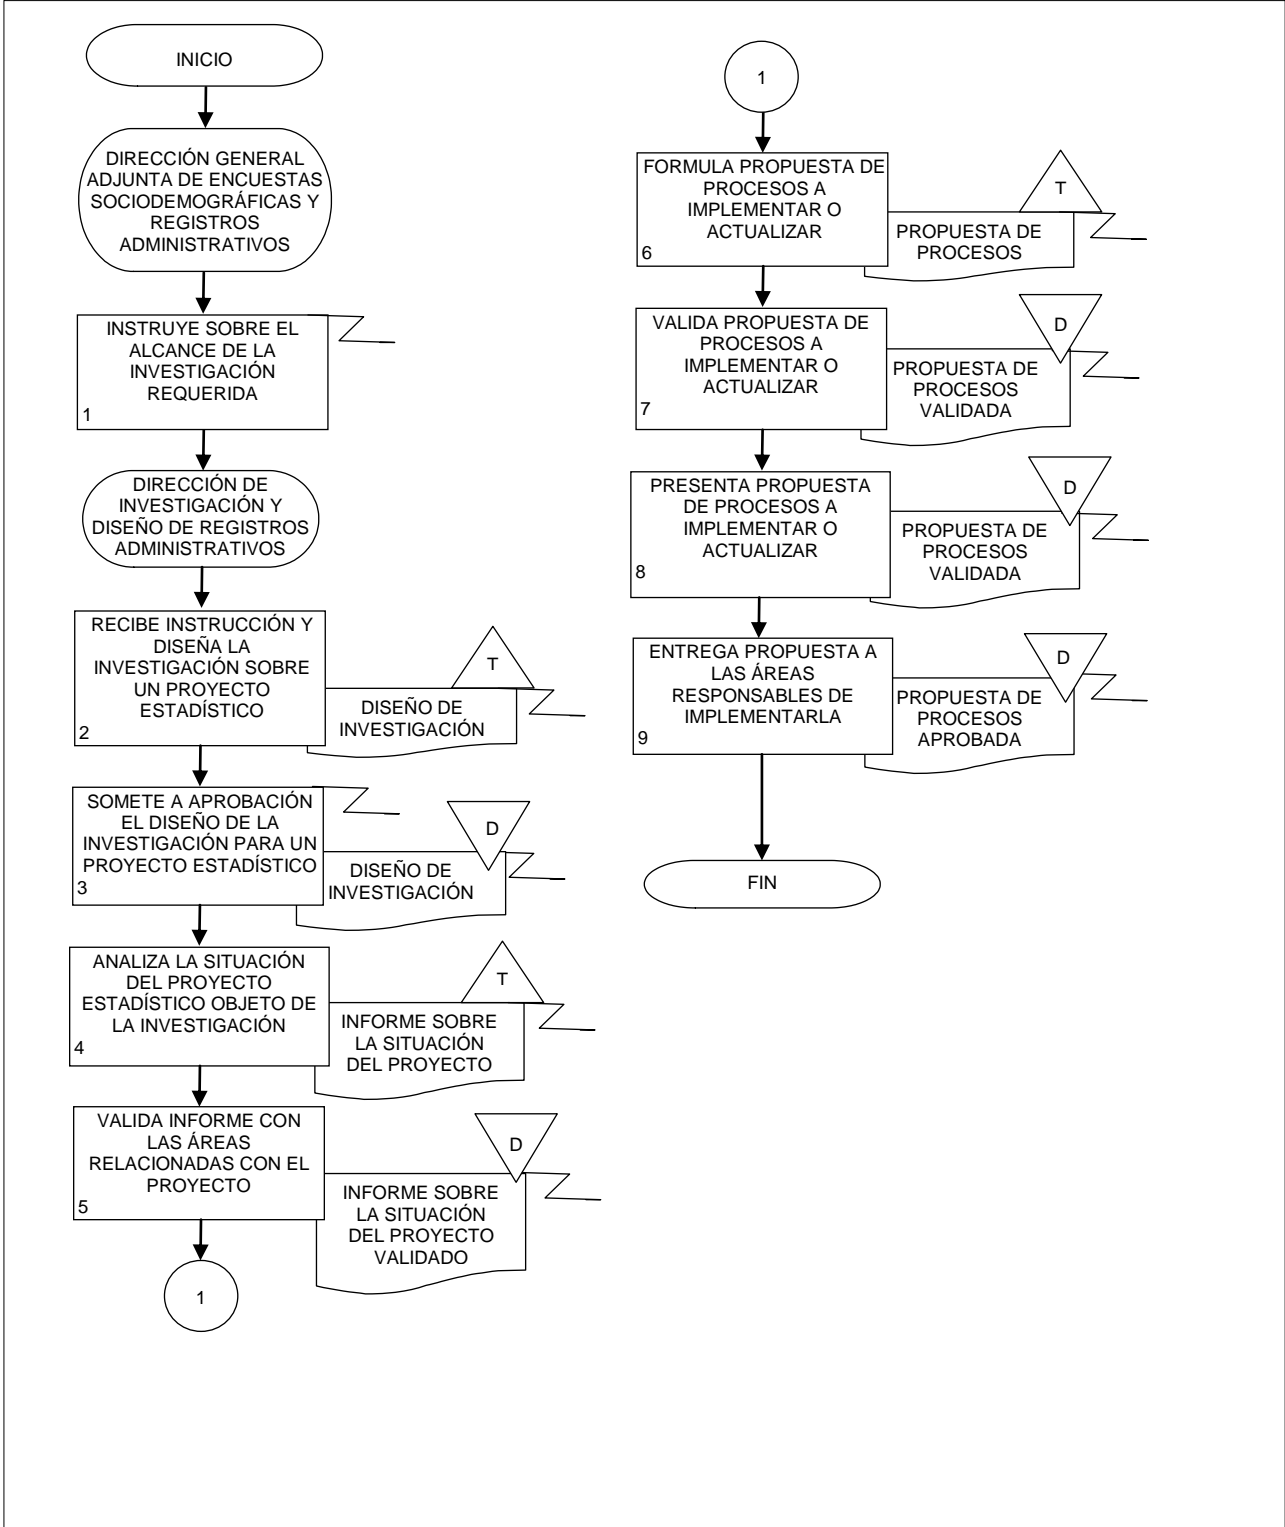 INICIO
DIRECCIÓN GENERAL
ADJUNTA DE ENCUESTAS
SOCIODEMOGRÁFICAS Y
REGISTROS
ADMINISTRATIVOS
INSTRUYE SOBRE EL
ALCANCE DE LA
INVESTIGACIÓN
REQUERIDA
1
DIRECCIÓN DE
INVESTIGACIÓN Y
DISEÑO DE REGISTROS
ADMINISTRATIVOS
RECIBE INSTRUCCIÓN Y
DISEÑA LA
INVESTIGACIÓN SOBRE
UN PROYECTO
ESTADÍSTICO
2
T
DISEÑO DE
INVESTIGACIÓN
SOMETE A APROBACIÓN
EL DISEÑO DE LA
INVESTIGACIÓN PARA UN
PROYECTO ESTADÍSTICO
3
D
DISEÑO DE
INVESTIGACIÓN
ANALIZA LA SITUACIÓN
DEL PROYECTO
ESTADÍSTICO OBJETO DE
LA INVESTIGACIÓN
4
T
INFORME SOBRE
LA SITUACIÓN
DEL PROYECTO
VALIDA INFORME CON
LAS ÁREAS
RELACIONADAS CON EL
PROYECTO
5
D
INFORME SOBRE
LA SITUACIÓN
DEL PROYECTO
VALIDADO
1
1
FORMULA PROPUESTA DE
PROCESOS A
IMPLEMENTAR O
ACTUALIZAR
6
T
PROPUESTA DE
PROCESOS
VALIDA PROPUESTA DE
PROCESOS A
IMPLEMENTAR O
ACTUALIZAR
7
D
PROPUESTA DE
PROCESOS
VALIDADA
PRESENTA PROPUESTA
DE PROCESOS A
IMPLEMENTAR O
ACTUALIZAR
8
D
PROPUESTA DE
PROCESOS
VALIDADA
ENTREGA PROPUESTA A
LAS ÁREAS
RESPONSABLES DE
IMPLEMENTARLA
9
D
PROPUESTA DE
PROCESOS
APROBADA
FIN